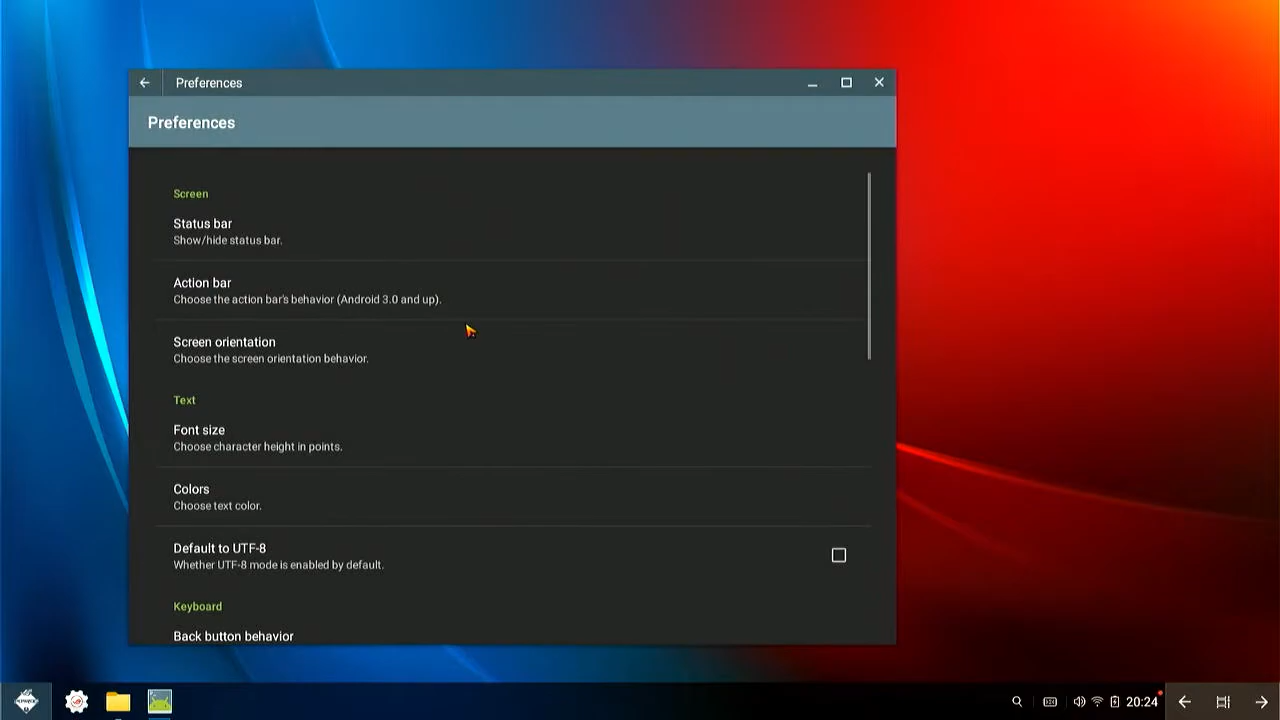 Preferences
Preferences
Screen
Status bar
Show/hide status bar.
Action bar
Choose the action bar's behavior (Android 3.0 and up).
Screen orientation
Choose the screen orientation behavior.
Text
Font size
Choose character height in points.
Colors
Choose text color.
Default to UTF-8
Whether UTF-8 mode is enabled by default.
Keyboard
Back button behavior
20:24